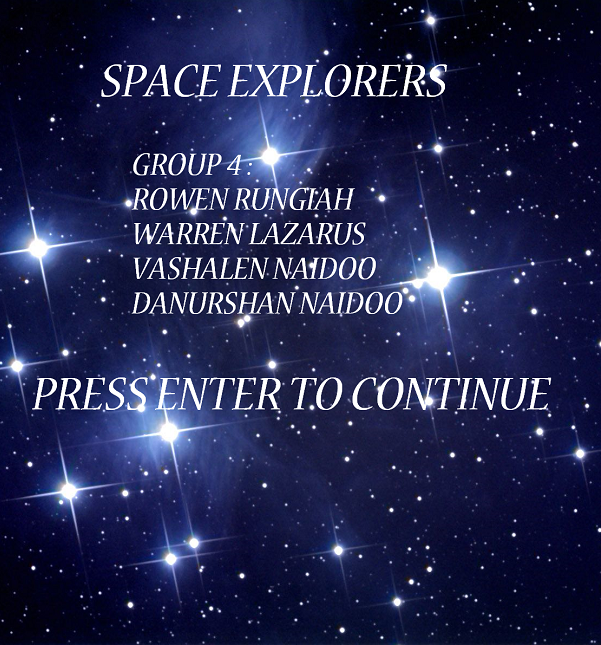 SPACE EXPLORERS
GROUP 4 :
ROWEN RUNGIAH
WARREN LAZARUS
VASHALEN NAIDOO
DANURSHAN NAIDOO
PRESS ENTER TO CONTINUE